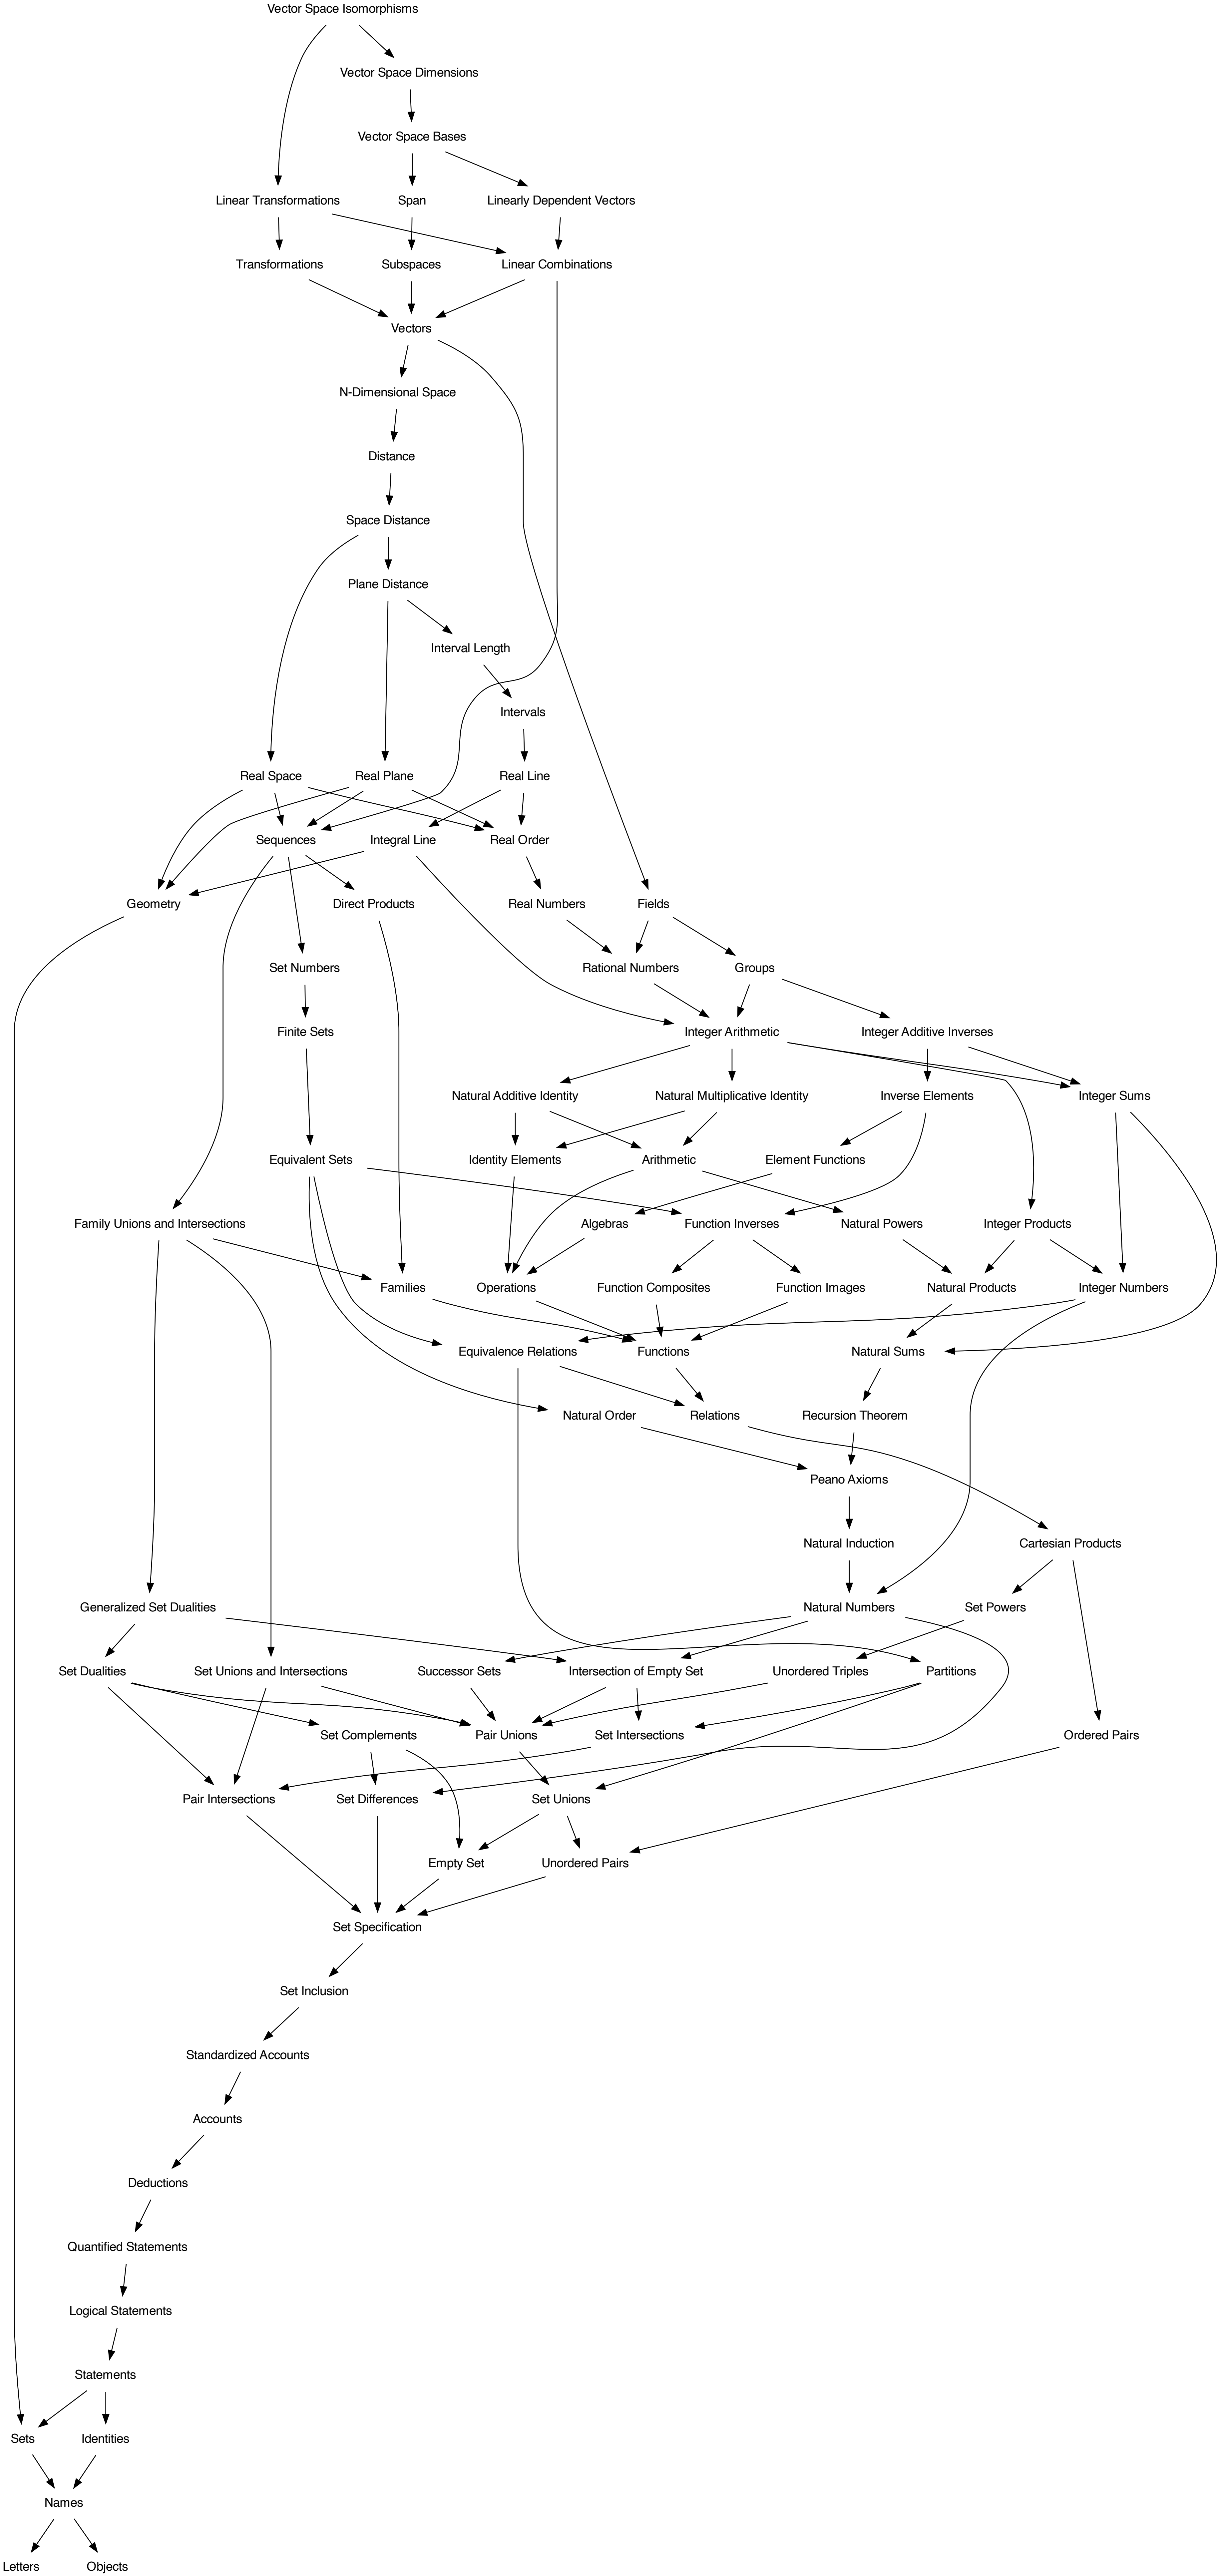 Vector Space Isomorphisms
Vector Space Dimensions
Vector Space Bases
Linear Transformations
Span
Linearly Dependent Vectors
Transformations
Subspaces
Linear Combinations
Vectors
N-Dimensional Space
Distance
Space Distance
Plane Distance
Interval Length
Intervals
Real Space
Real Plane
Real Line
Sequences
Integral Line
Real Order
Geometry
Direct Products
Real Numbers
Fields
Set Numbers
Rational Numbers
Groups
Finite Sets
Integer Arithmetic
Integer Additive Inverses
Natural Additive Identity
Natural Multiplicative Identity
Inverse Elements
Integer Sums
Equivalent Sets
Identity Elements
Arithmetic
Element Functions
Family Unions and Intersections
Algebras
Function Inverses
Natural Powers
Integer Products
Families
Operations
Function Composites
Function Images
Natural Products
Integer Numbers
Equivalence Relations
Functions
Natural Sums
Natural Order
Relations
Recursion Theorem
Peano Axioms
Natural Induction
Cartesian Products
Generalized Set Dualities
Natural Numbers
Set Powers
Set Dualities
Set Unions and Intersections
Successor Sets
Intersection of Empty Set
Unordered Triples
Partitions
Set Complements
Pair Unions
Set Intersections
Ordered Pairs
Pair Intersections
Set Differences
Set Unions
Empty Set
Unordered Pairs
Set Specification
Set Inclusion
Standardized Accounts
Accounts
Deductions
Quantified Statements
Logical Statements
Statements
Sets
Identities
Names
Letters
Objects